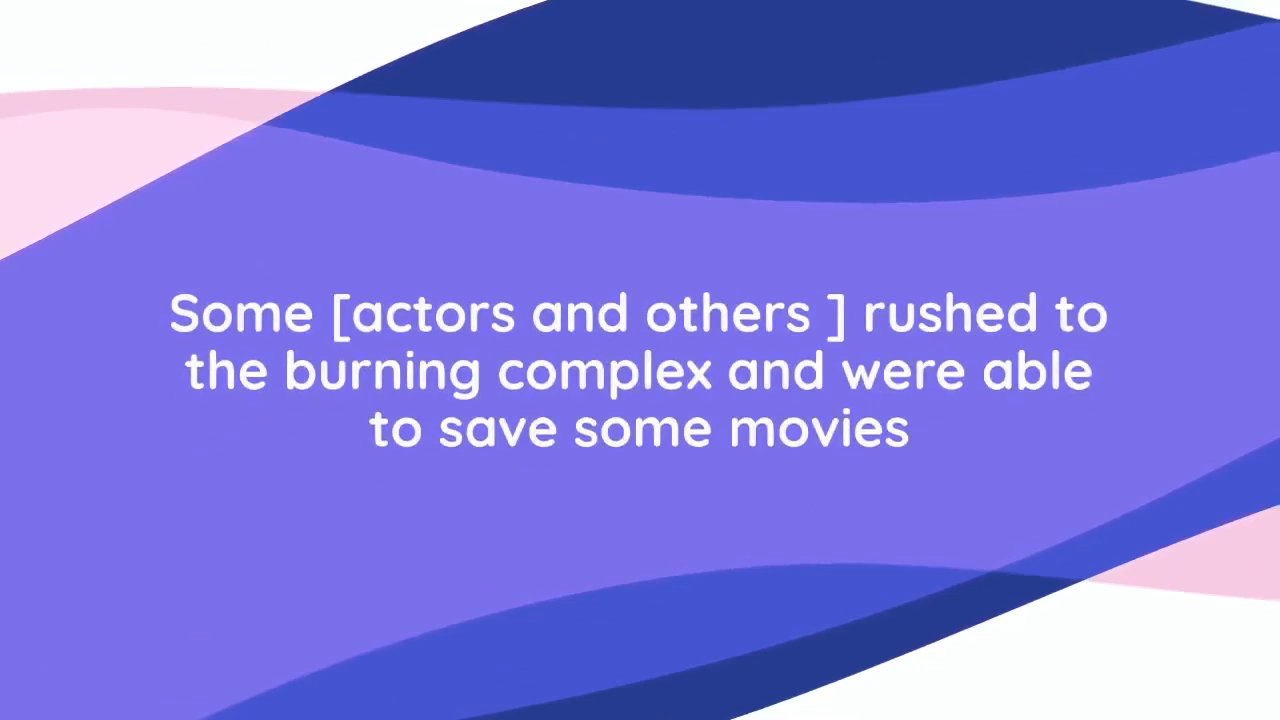 Some [actors and others ] rushed to
the burning complex and were able
to save some movies